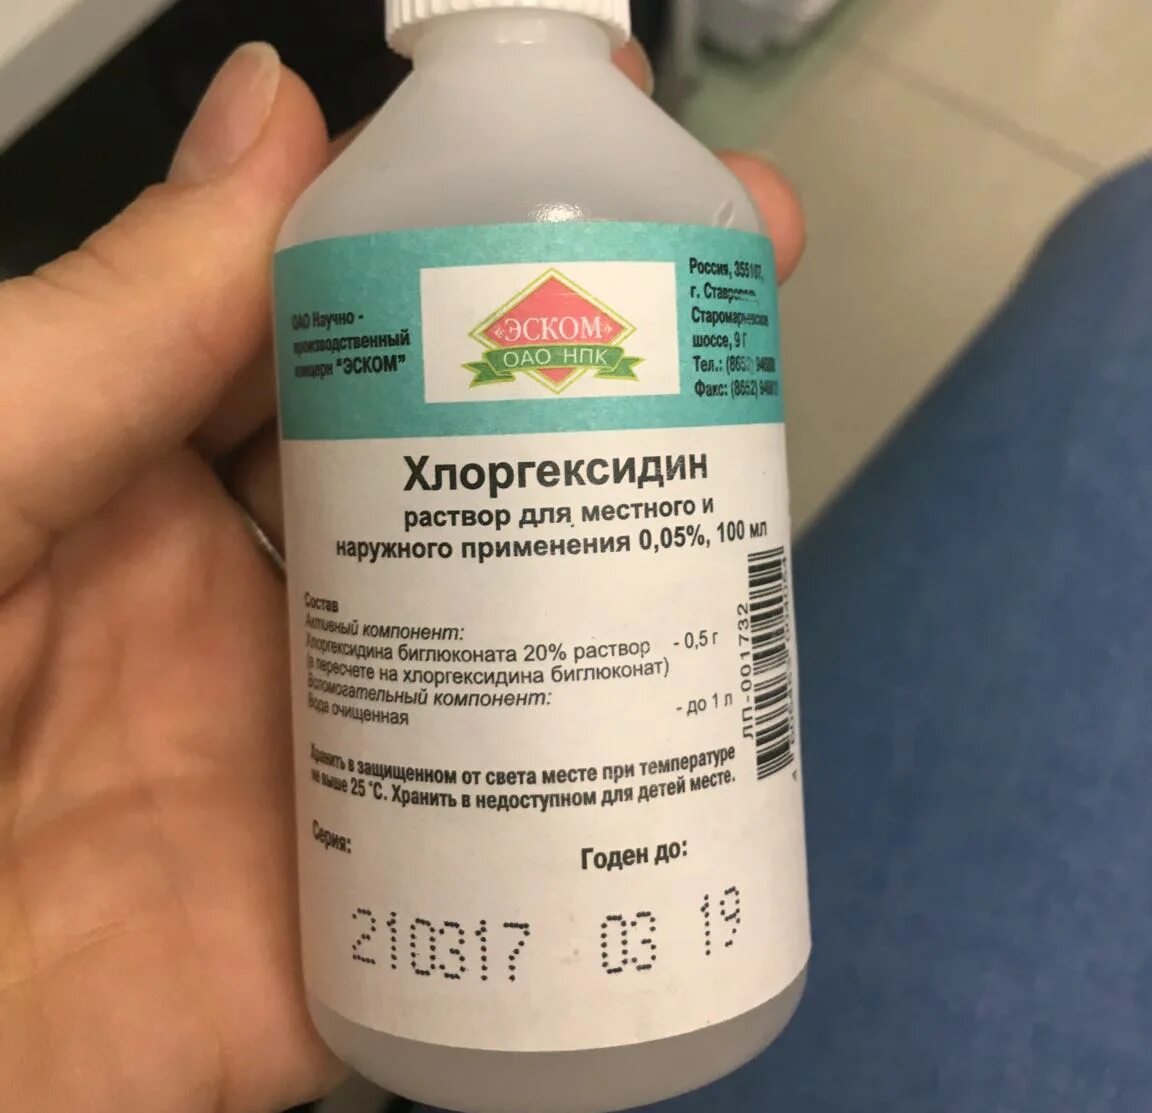 ОАО Научно -
производственный
концерн "ЭСКОМ"
«ЭСКОМ»
ОАО НПК
Россия, 355107,
г.
Старомарьевское
шоссе, 9 Г
Тел.: (8652)
Факс: (8652)
Хлоргексидин
раствор для местного и
наружного применения 0,05%, 100 мл
Состав
Активный компонент:
Хлоргексидина биглюконата 20% раствор - 0,5 г
(в пересчете на хлоргексидина биглюконат)
Вспомогательный компонент:
Вода очищенная - до 1 л
ЛП-001732
Хранить в защищенном от света месте при температуре
не выше 25 °С. Хранить в недоступном для детей месте.
Серия: Годен до:
210317 03 19